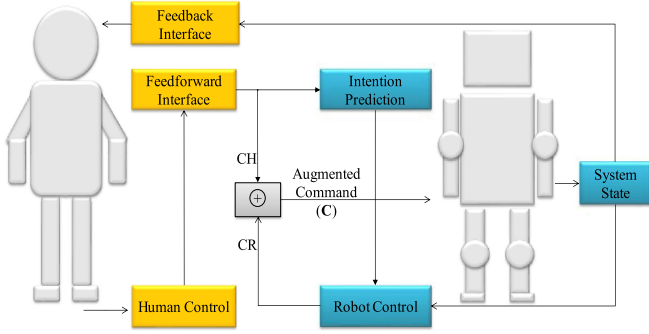 Feedback
Interface
Feedforward
Interface
Intention
Prediction
CH
Augmented
Command
(C)
+
System
State
CR
Human Control
Robot Control